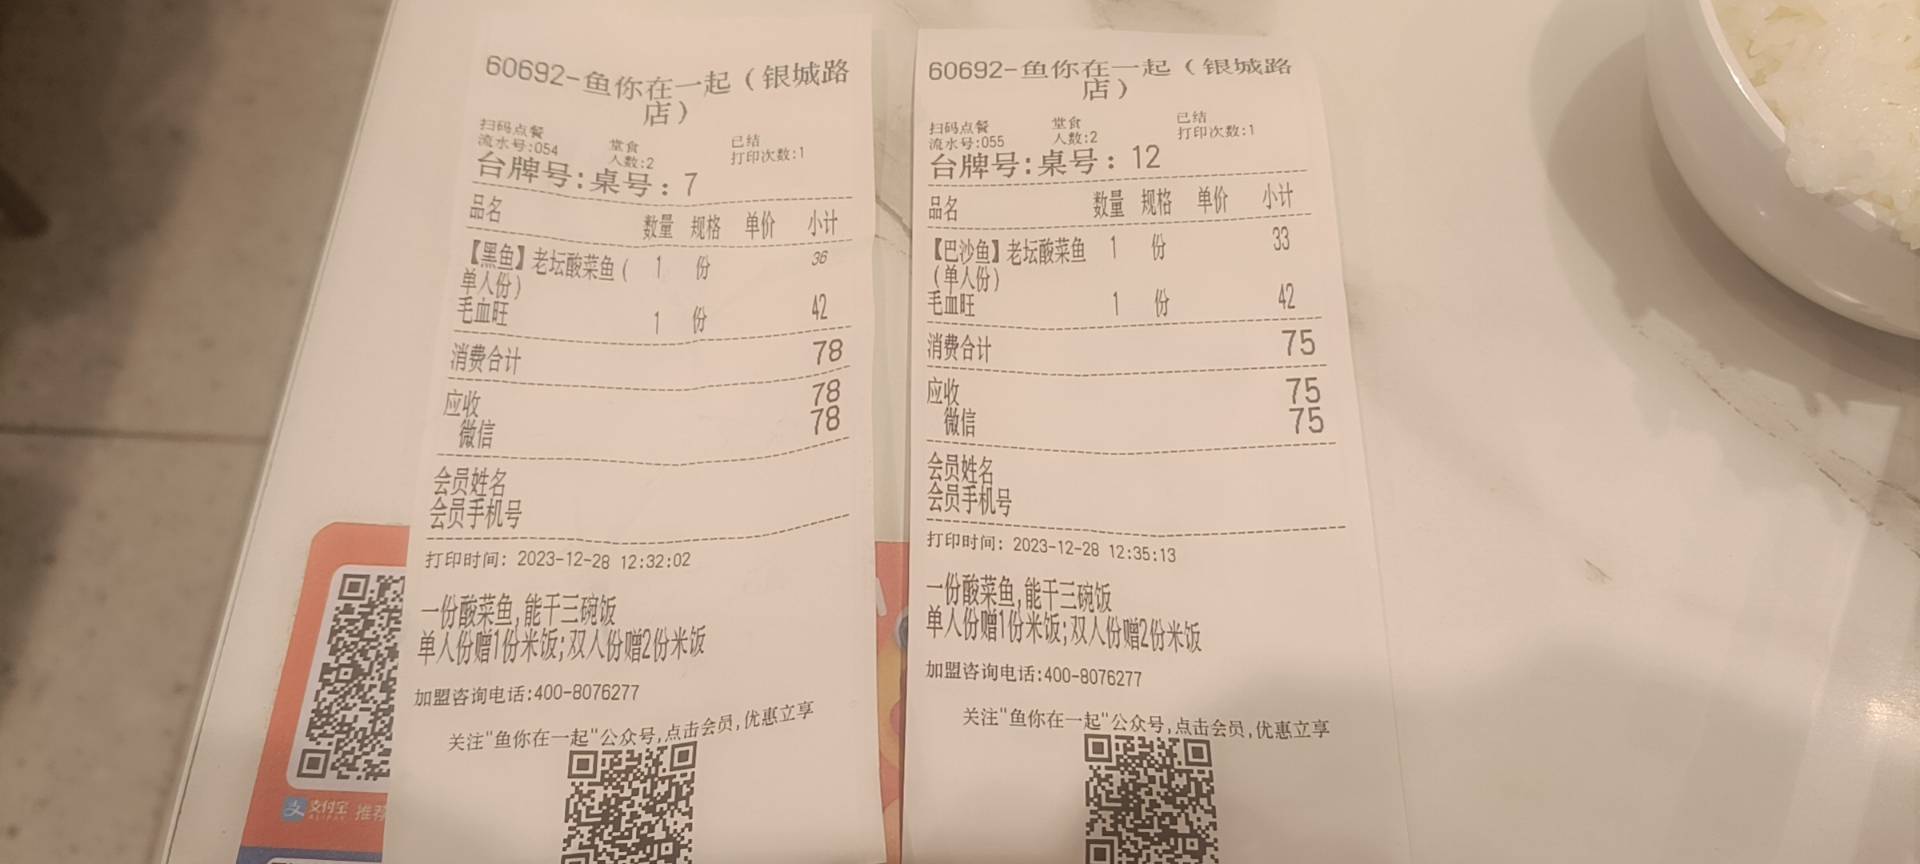 60692-鱼你在一起（银城路
店）
扫码点餐 堂食 已结
流水号:054 人数:2 打印次数:1
台牌号:桌号：7
品名 数量 规格 单价 小计
【黑鱼】老坛酸菜鱼( 1 份 36
单人份)
毛血旺 1 份 42
消费合计 78
应收 78
微信 78
会员姓名
会员手机号
打印时间: 2023-12-28 12:32:02
一份酸菜鱼,能干三碗饭
单人份赠1份米饭;双人份赠2份米饭
加盟咨询电话:400-8076277
关注"鱼你在一起"公众号,点击会员,优惠立享
支付宝 推荐
ALIPAY
60692-鱼你在一起（银城路
店）
扫码点餐 堂食 已结
流水号:055 人数:2 打印次数:1
台牌号:桌号：12
品名 数量 规格 单价 小计
【巴沙鱼】老坛酸菜鱼 1 份 33
(单人份)
毛血旺 1 份 42
消费合计 75
应收 75
微信 75
会员姓名
会员手机号
打印时间: 2023-12-28 12:35:13
一份酸菜鱼,能干三碗饭
单人份赠1份米饭;双人份赠2份米饭
加盟咨询电话:400-8076277
关注"鱼你在一起"公众号,点击会员,优惠立享